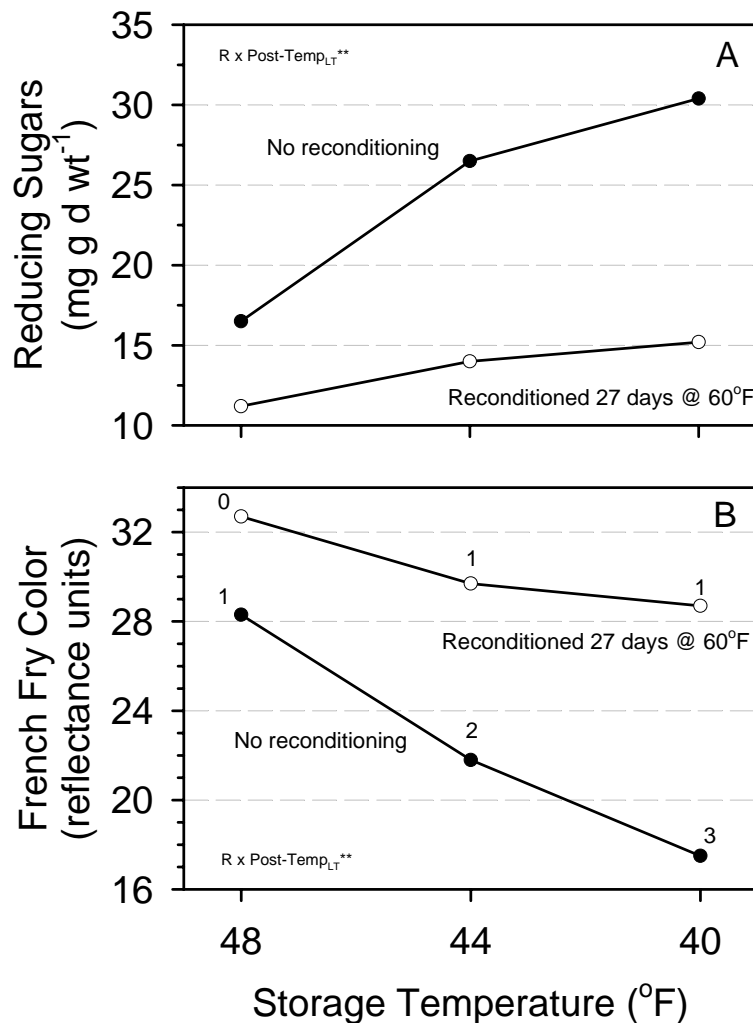 A
R x Post-Temp_LT**
No reconditioning
Reconditioned 27 days @ 60°F
Reducing Sugars
(mg g d wt⁻¹)
35
30
25
20
15
10
B
0
1
1
Reconditioned 27 days @ 60°F
1
2
3
No reconditioning
R x Post-Temp_LT**
French Fry Color
(reflectance units)
32
28
24
20
16
48 44 40
Storage Temperature (°F)